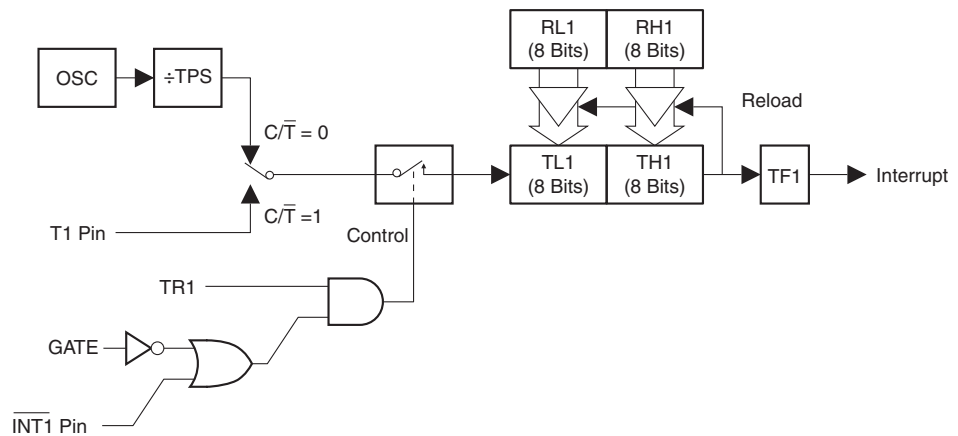 RL1
(8 Bits)
RH1
(8 Bits)
OSC
÷TPS
Reload
C/T̅ = 0
TL1
(8 Bits)
TH1
(8 Bits)
TF1
Interrupt
C/T̅ =1
T1 Pin
Control
TR1
GATE
I̅N̅T̅1̅ Pin